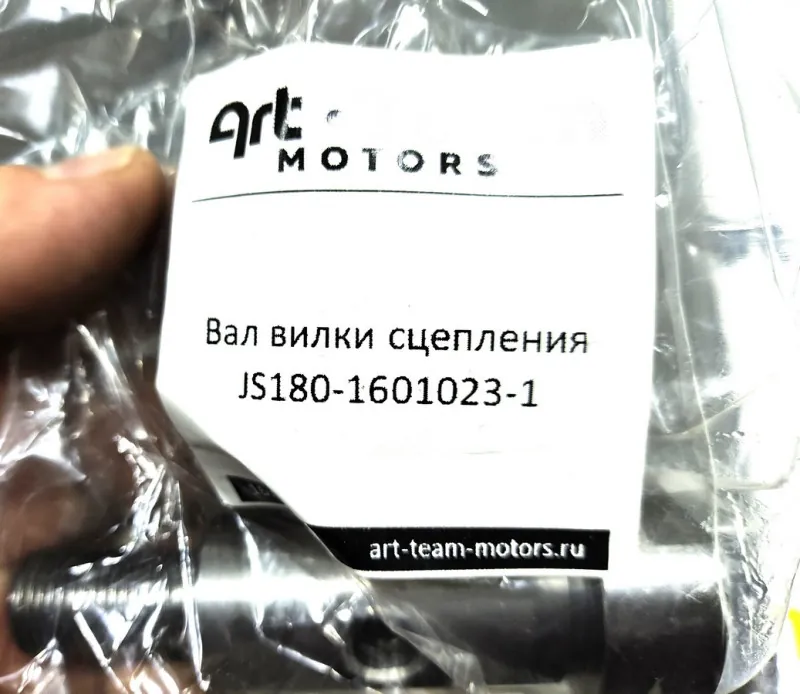 art
MOTORS
Вал вилки сцепления
JS180-1601023-1
art-team-motors.ru